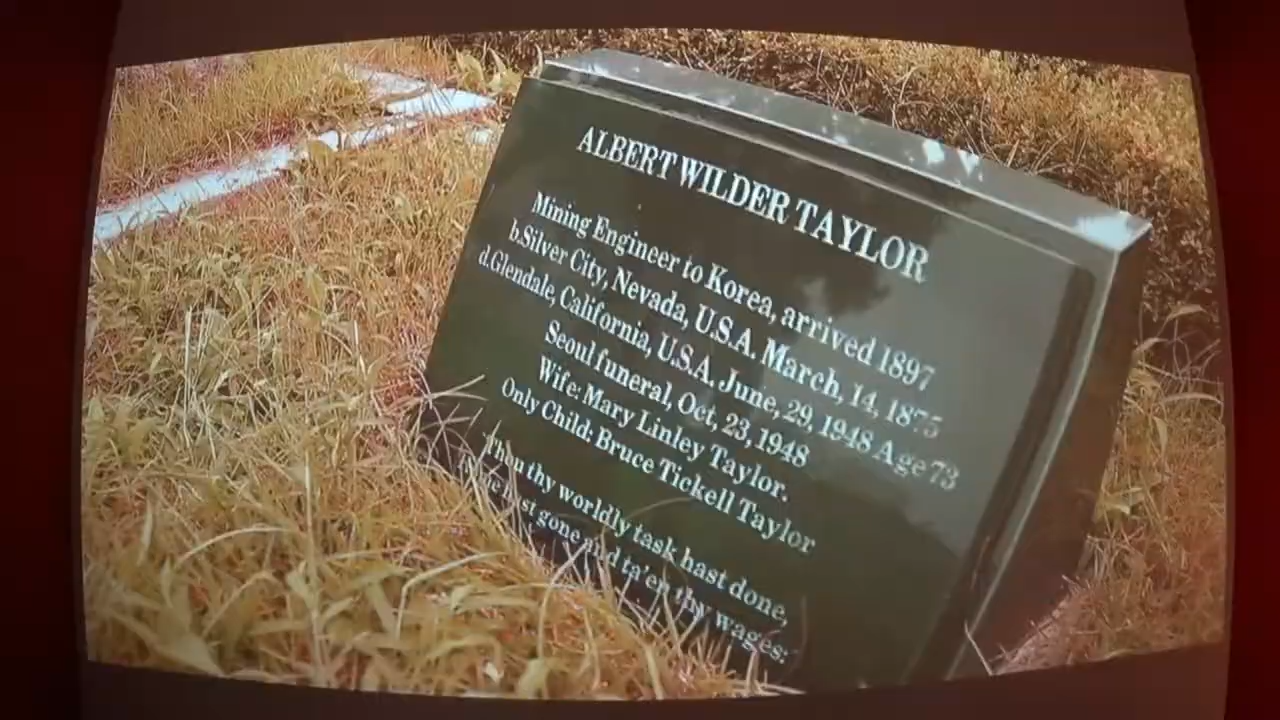 ALBERT WILDER TAYLOR
Mining Engineer to Korea, arrived 1897
b.Silver City, Nevada, U.S.A. March, 14, 1875
d.Glendale, California, U.S.A. June, 29, 1948 Age 73
Seoul funeral, Oct, 23, 1948
Wife: Mary Linley Taylor.
Only Child: Bruce Tickell Taylor
Thou thy worldly task hast done,
gone and ta'en thy wages: